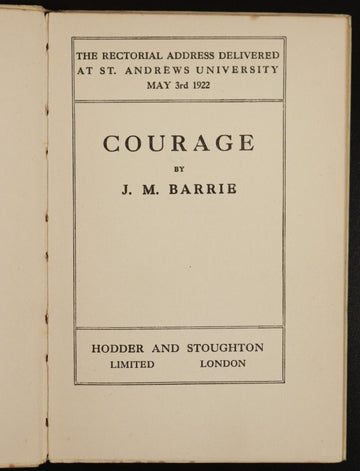 THE RECTORIAL ADDRESS DELIVERED
AT ST. ANDREWS UNIVERSITY
MAY 3rd 1922
COURAGE
BY
J. M. BARRIE
HODDER AND STOUGHTON
LIMITED LONDON